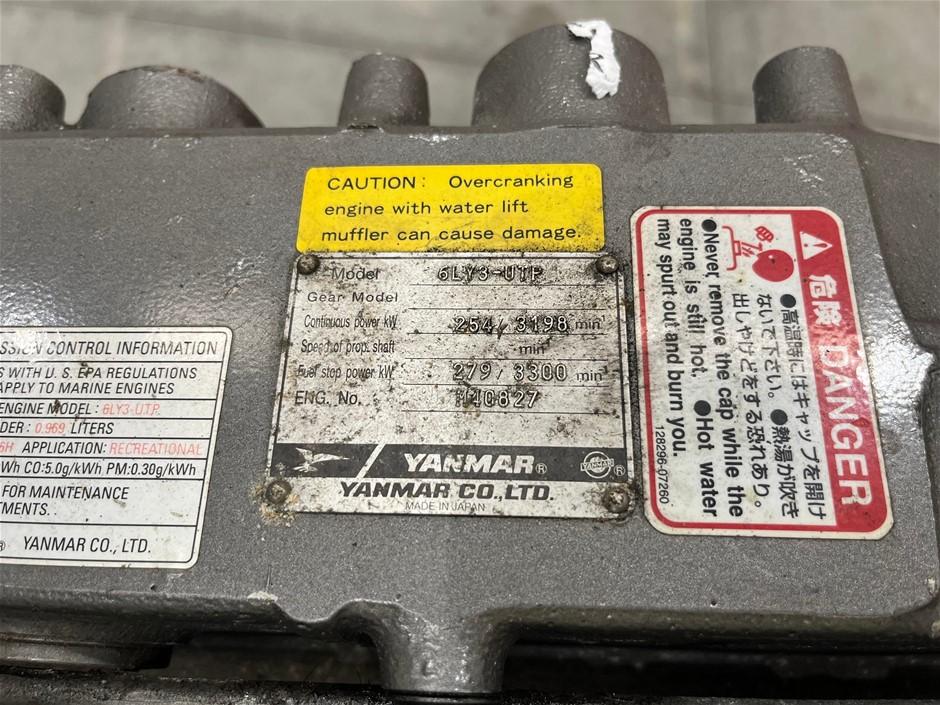 CAUTION: Overcranking
engine with water lift
muffler can cause damage.
Model 6LY3-UTP
Gear Model
Continuous power kW 254/3198 min⁻¹
Speed of prop. shaft min⁻¹
Fuel stop power kW 279/3300 min⁻¹
ENG. No. 40827
YANMAR®
YANMAR ®
YANMAR CO., LTD.
MADE IN JAPAN
SSION CONTROL INFORMATION
S WITH U. S. EPA REGULATIONS
APPLY TO MARINE ENGINES
ENGINE MODEL: 6LY3-UTP.
DER: 0.969 LITERS
6H APPLICATION: RECREATIONAL
Wh CO:5.0g/kWh PM:0.30g/kWh
FOR MAINTENANCE
TMENTS.
® YANMAR CO., LTD.
危険 DANGER
●高温時にはキャップを開け
ないで下さい。●熱湯が吹き
出しやけどをする恐れあり。
●Never remove the cap while the
engine is still hot. ●Hot water
may spurt out and burn you.
128296-07260